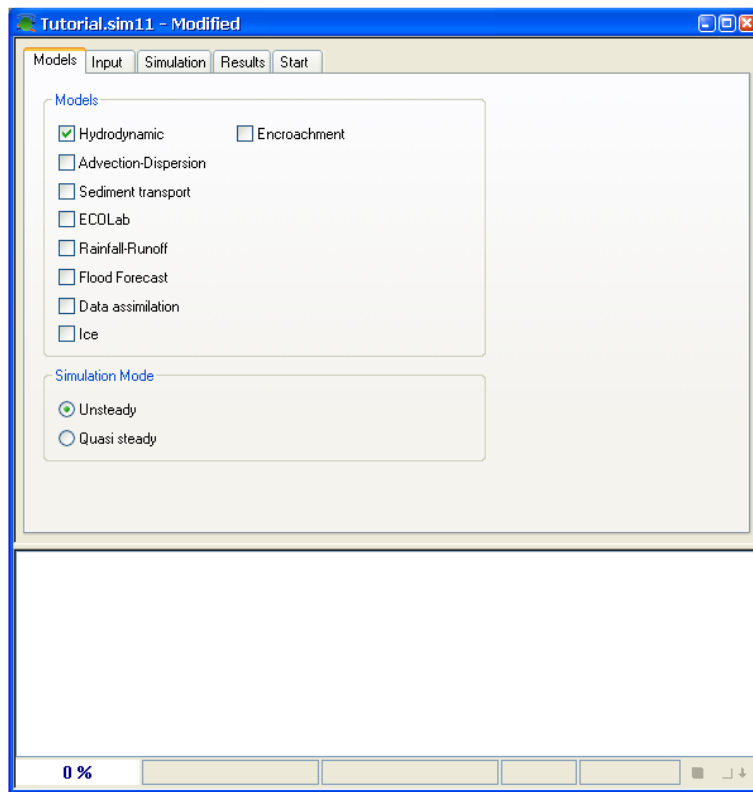 Tutorial.sim11 - Modified
Models Input Simulation Results Start
Models
Hydrodynamic Encroachment
Advection-Dispersion
Sediment transport
ECOLab
Rainfall-Runoff
Flood Forecast
Data assimilation
Ice
Simulation Mode
Unsteady
Quasi steady
0 %